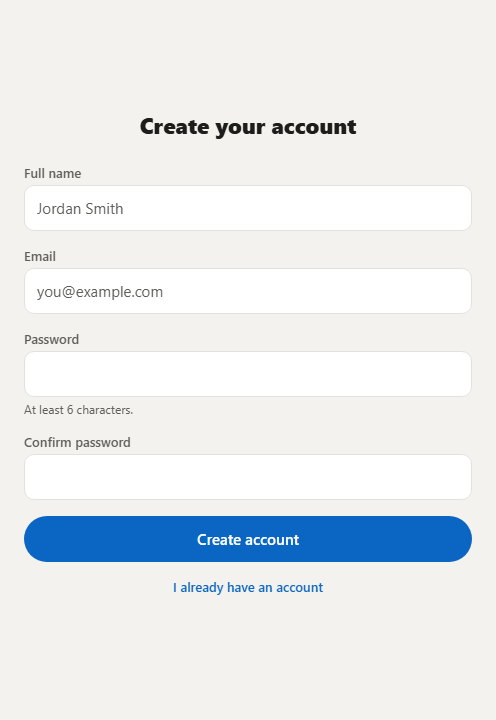 Create your account
Full name
Jordan Smith
Email
you@example.com
Password
At least 6 characters.
Confirm password
Create account
I already have an account